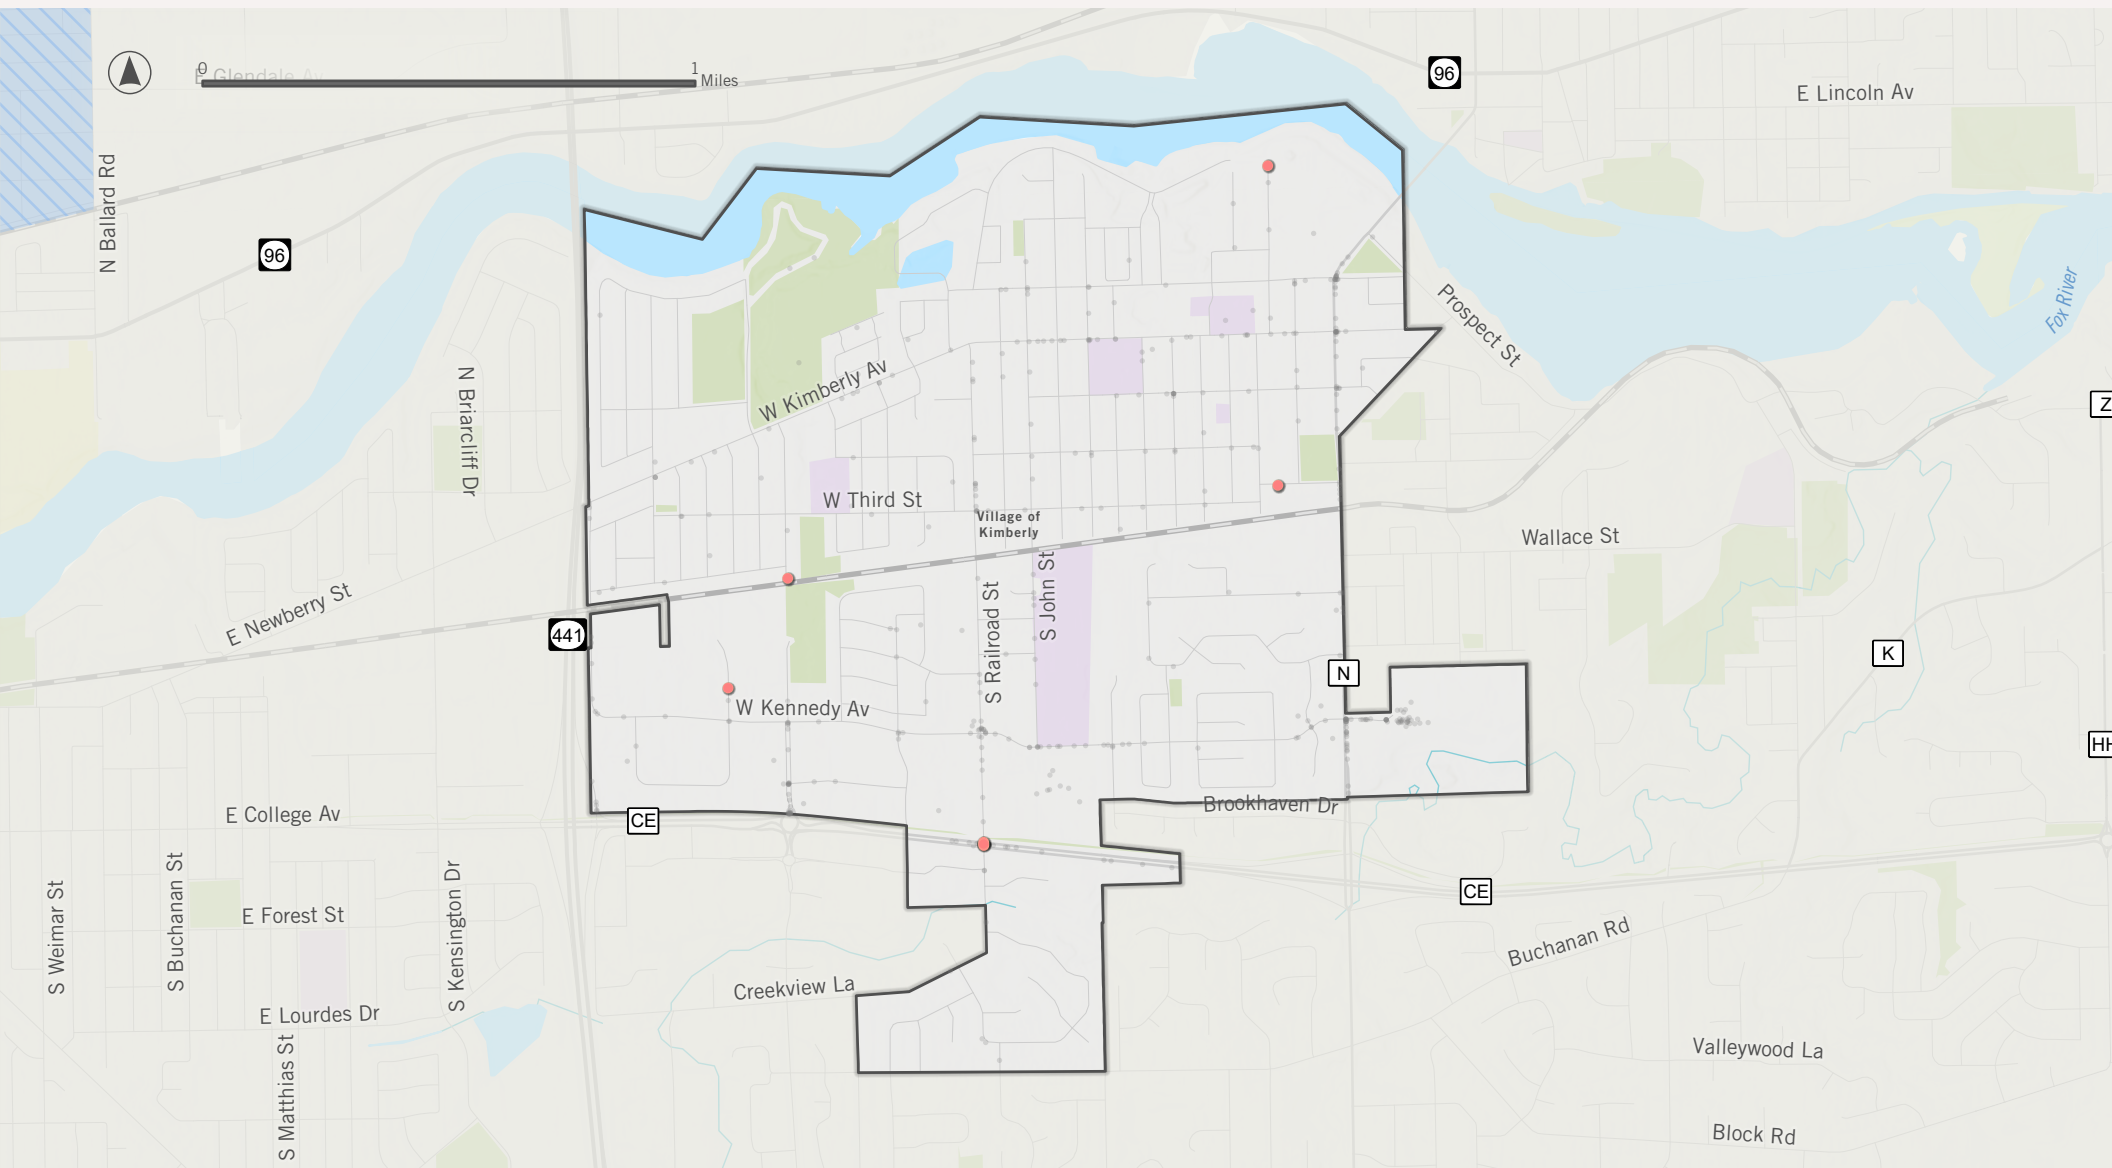 0
1
Miles
E Glendale Av
96
E Lincoln Av
N Ballard Rd
96
Fox River
Prospect St
N Briarcliff Dr
W Kimberly Av
Z
W Third St
Village of
Kimberly
Wallace St
S John St
E Newberry St
441
S Railroad St
K
N
W Kennedy Av
HH
Brookhaven Dr
E College Av
CE
CE
S Weimar St
S Buchanan St
E Forest St
S Kensington Dr
Buchanan Rd
Creekview La
E Lourdes Dr
S Matthias St
Valleywood La
Block Rd